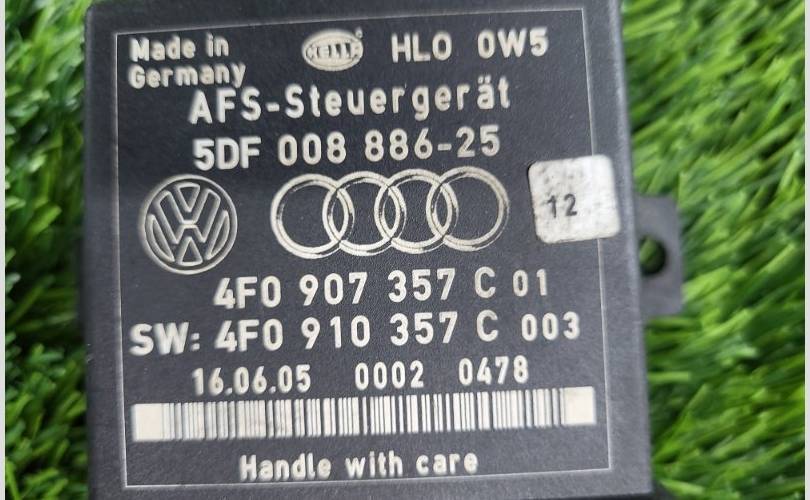 Made in HELLA HLO 0W5
Germany
AFS-Steuergerät
5DF 008 886-25
12
4F0 907 357 C 01
SW: 4F0 910 357 C 003
16.06.05 0002 0478
Handle with care